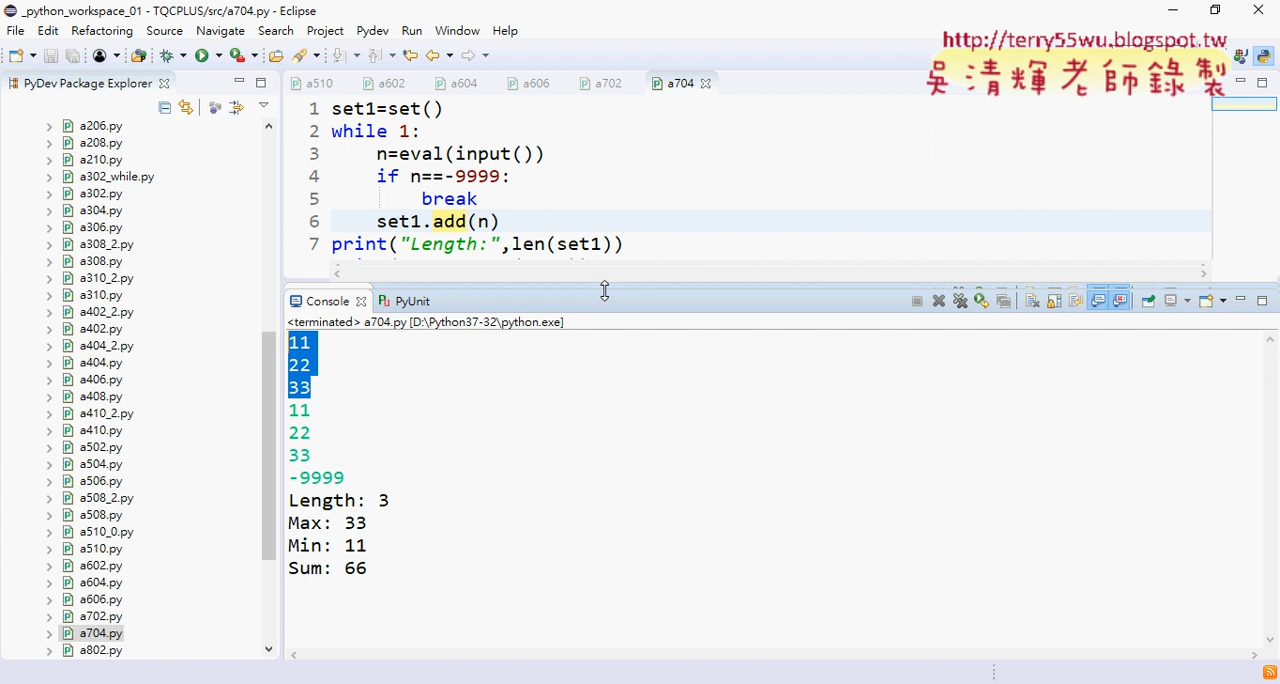 _python_workspace_01 - TQCPLUS/src/a704.py - Eclipse
File Edit Refactoring Source Navigate Search Project Pydev Run Window Help
http://terry55wu.blogspot.tw
吳清輝老師錄製
PyDev Package Explorer
a510 a602 a604 a606 a702 a704
a206.py
a208.py
a210.py
a302_while.py
a302.py
a304.py
a306.py
a308_2.py
a308.py
a310_2.py
a310.py
a402_2.py
a402.py
a404_2.py
a404.py
a406.py
a408.py
a410_2.py
a410.py
a502.py
a504.py
a506.py
a508_2.py
a508.py
a510_0.py
a510.py
a602.py
a604.py
a606.py
a702.py
a704.py
a802.py
1 set1=set()
2 while 1:
3 n=eval(input())
4 if n==-9999:
5 break
6 set1.add(n)
7 print("Length:",len(set1))
Console PyUnit
<terminated> a704.py [D:\Python37-32\python.exe]
11
22
33
11
22
33
-9999
Length: 3
Max: 33
Min: 11
Sum: 66